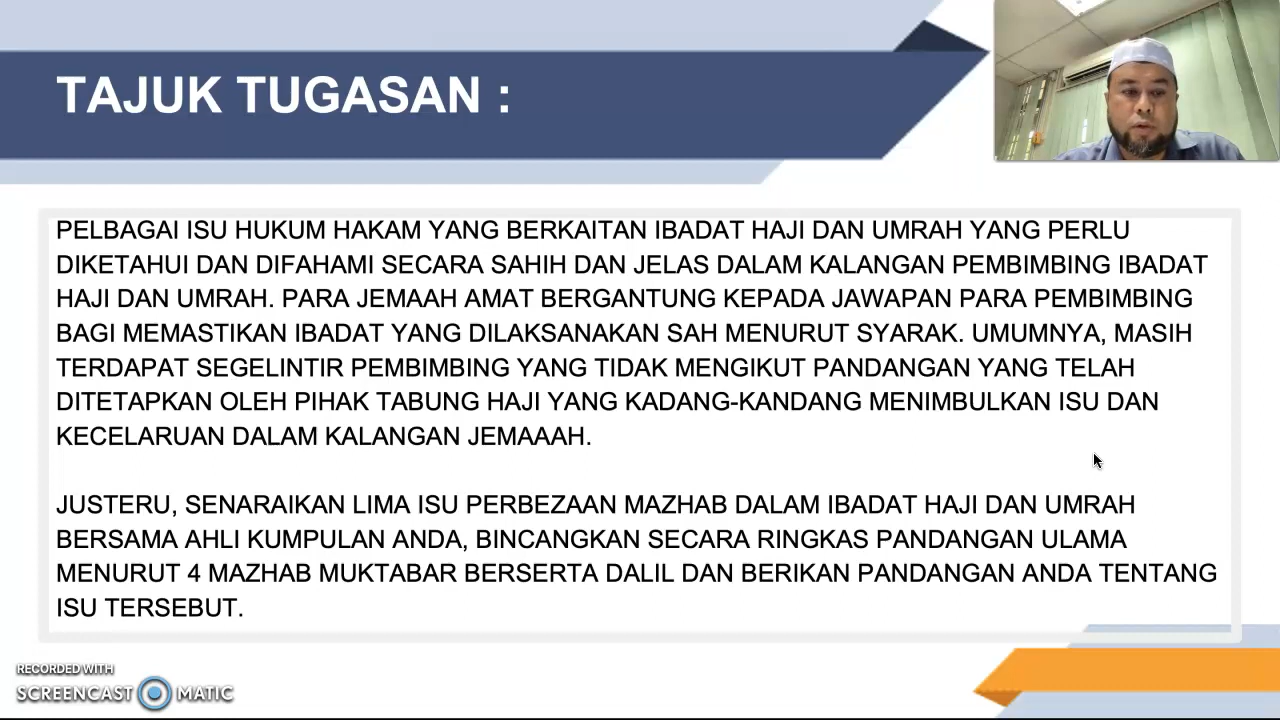 TAJUK TUGASAN :
PELBAGAI ISU HUKUM HAKAM YANG BERKAITAN IBADAT HAJI DAN UMRAH YANG PERLU
DIKETAHUI DAN DIFAHAMI SECARA SAHIH DAN JELAS DALAM KALANGAN PEMBIMBING IBADAT
HAJI DAN UMRAH. PARA JEMAAH AMAT BERGANTUNG KEPADA JAWAPAN PARA PEMBIMBING
BAGI MEMASTIKAN IBADAT YANG DILAKSANAKAN SAH MENURUT SYARAK. UMUMNYA, MASIH
TERDAPAT SEGELINTIR PEMBIMBING YANG TIDAK MENGIKUT PANDANGAN YANG TELAH
DITETAPKAN OLEH PIHAK TABUNG HAJI YANG KADANG-KANDANG MENIMBULKAN ISU DAN
KECELARUAN DALAM KALANGAN JEMAAAH.
JUSTERU, SENARAIKAN LIMA ISU PERBEZAAN MAZHAB DALAM IBADAT HAJI DAN UMRAH
BERSAMA AHLI KUMPULAN ANDA, BINCANGKAN SECARA RINGKAS PANDANGAN ULAMA
MENURUT 4 MAZHAB MUKTABAR BERSERTA DALIL DAN BERIKAN PANDANGAN ANDA TENTANG
ISU TERSEBUT.
RECORDED WITH
SCREENCAST MATIC